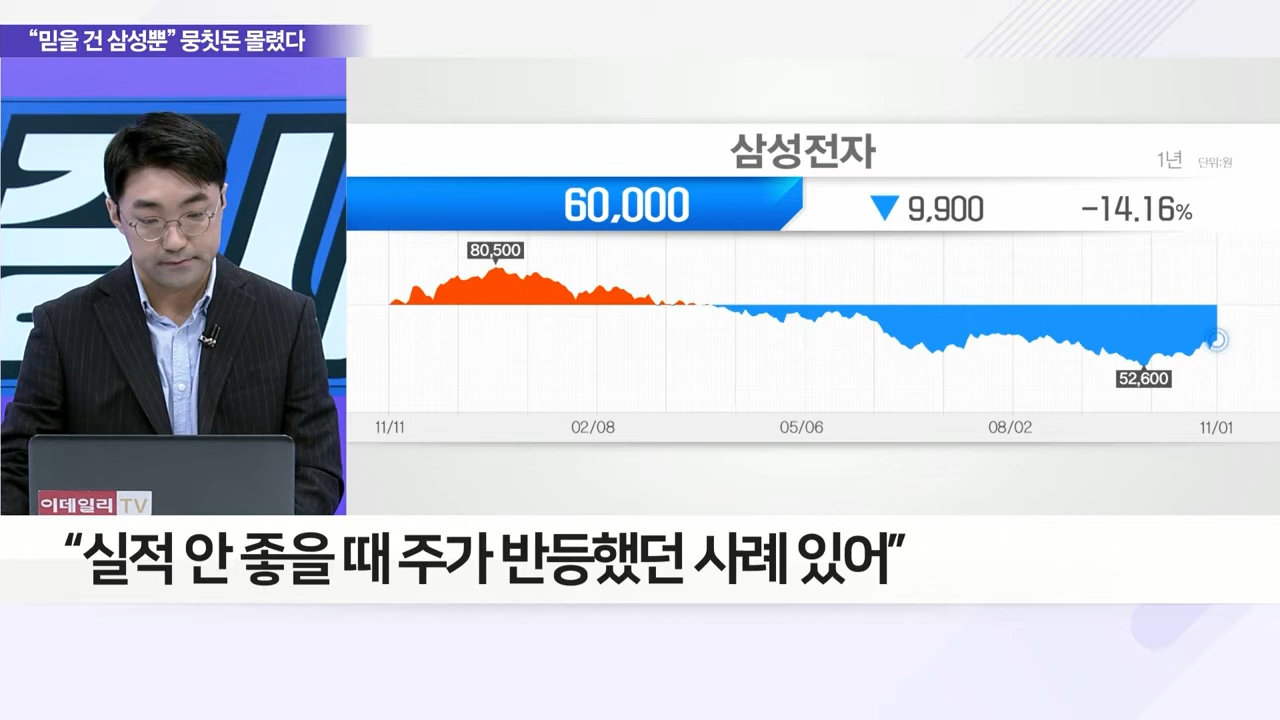 “믿을 건 삼성뿐” 뭉칫돈 몰렸다
삼성전자
1년 단위:원
60,000 ▼ 9,900 -14.16%
80,500
52,600
11/11 02/08 05/06 08/02 11/01
이데일리 TV
“실적 안 좋을 때 주가 반등했던 사례 있어”